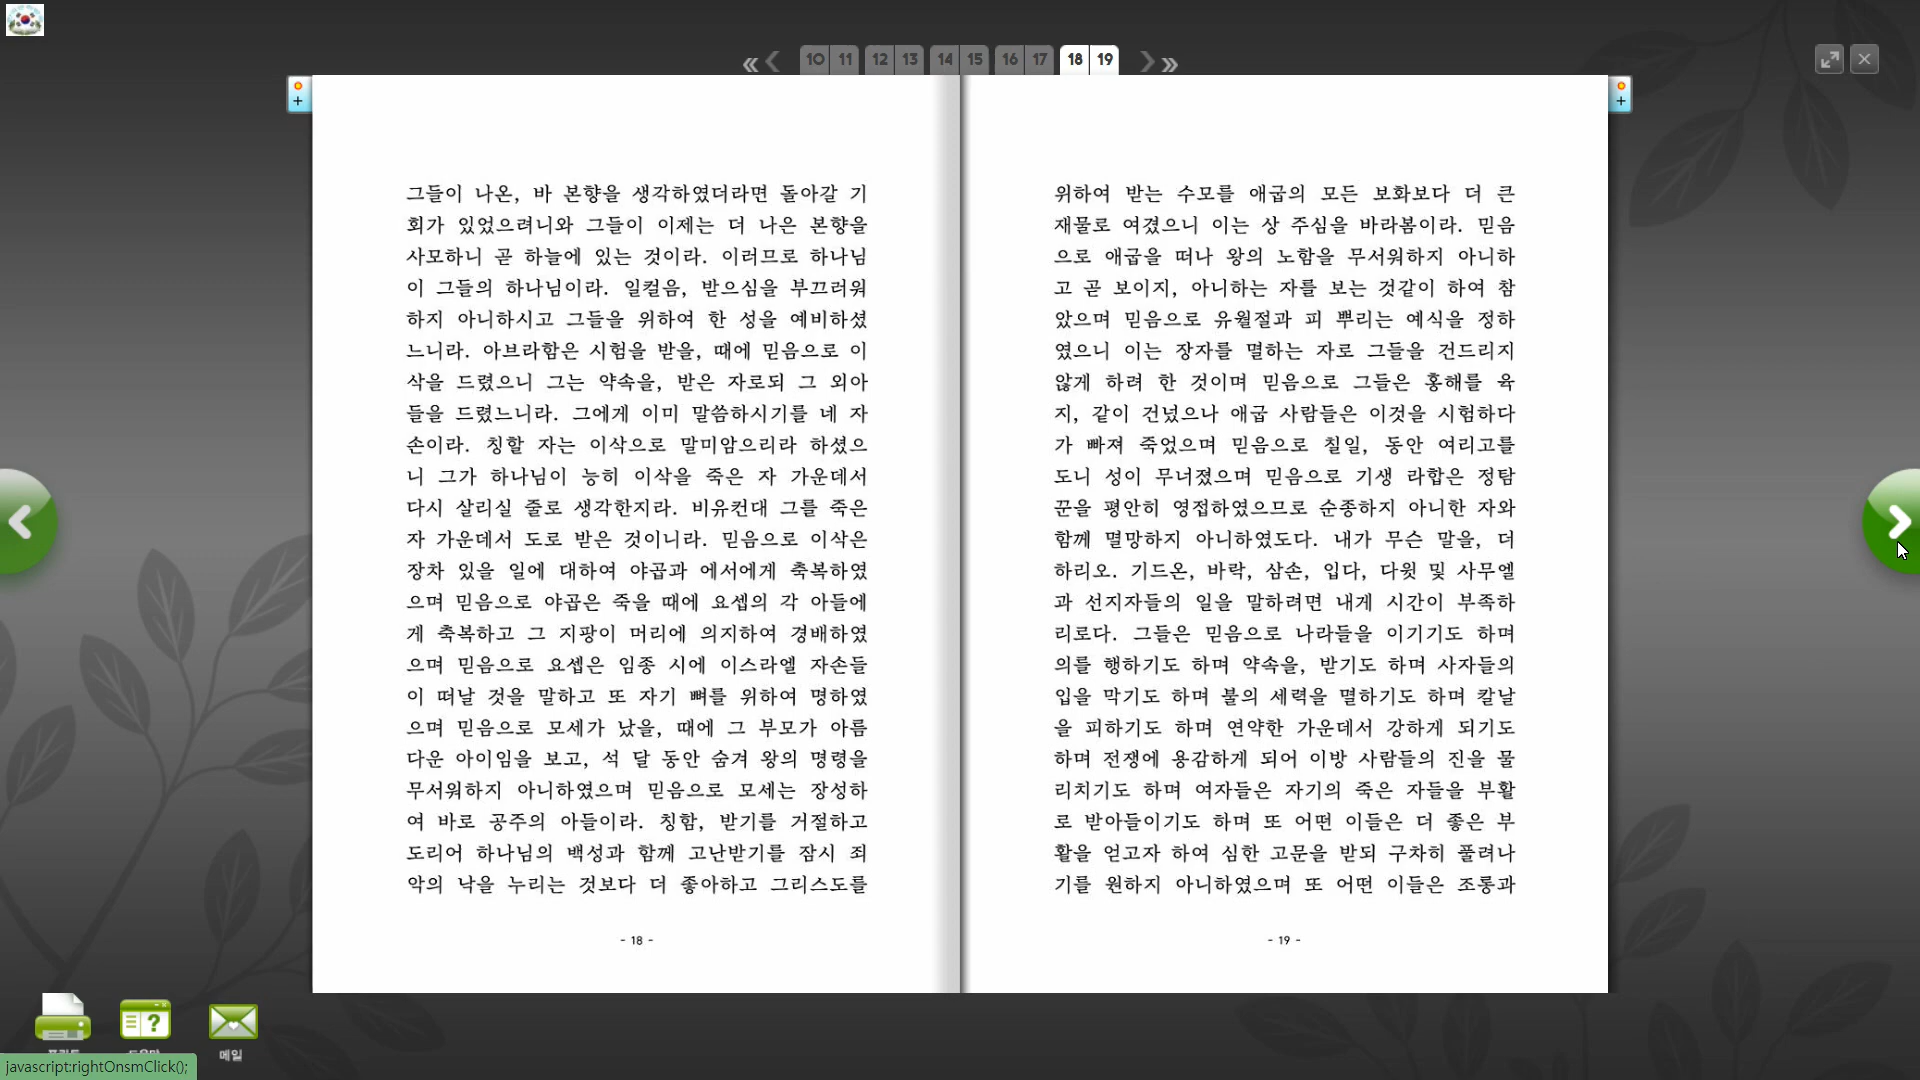 10 11 12 13 14 15 16 17 18 19
그들이 나온, 바 본향을 생각하였더라면 돌아갈 기
회가 있었으려니와 그들이 이제는 더 나은 본향을
사모하니 곧 하늘에 있는 것이라. 이러므로 하나님
이 그들의 하나님이라. 일컬음, 받으심을 부끄러워
하지 아니하시고 그들을 위하여 한 성을 예비하셨
느니라. 아브라함은 시험을 받을, 때에 믿음으로 이
삭을 드렸으니 그는 약속을, 받은 자로되 그 외아
들을 드렸느니라. 그에게 이미 말씀하시기를 네 자
손이라. 칭할 자는 이삭으로 말미암으리라 하셨으
니 그가 하나님이 능히 이삭을 죽은 자 가운데서
다시 살리실 줄로 생각한지라. 비유컨대 그를 죽은
자 가운데서 도로 받은 것이니라. 믿음으로 이삭은
장차 있을 일에 대하여 야곱과 에서에게 축복하였
으며 믿음으로 야곱은 죽을 때에 요셉의 각 아들에
게 축복하고 그 지팡이 머리에 의지하여 경배하였
으며 믿음으로 요셉은 임종 시에 이스라엘 자손들
이 떠날 것을 말하고 또 자기 뼈를 위하여 명하였
으며 믿음으로 모세가 났을, 때에 그 부모가 아름
다운 아이임을 보고, 석 달 동안 숨겨 왕의 명령을
무서워하지 아니하였으며 믿음으로 모세는 장성하
여 바로 공주의 아들이라. 칭함, 받기를 거절하고
도리어 하나님의 백성과 함께 고난받기를 잠시 죄
악의 낙을 누리는 것보다 더 좋아하고 그리스도를
- 18 -
위하여 받는 수모를 애굽의 모든 보화보다 더 큰
재물로 여겼으니 이는 상 주심을 바라봄이라. 믿음
으로 애굽을 떠나 왕의 노함을 무서워하지 아니하
고 곧 보이지, 아니하는 자를 보는 것같이 하여 참
았으며 믿음으로 유월절과 피 뿌리는 예식을 정하
였으니 이는 장자를 멸하는 자로 그들을 건드리지
않게 하려 한 것이며 믿음으로 그들은 홍해를 육
지, 같이 건넜으나 애굽 사람들은 이것을 시험하다
가 빠져 죽었으며 믿음으로 칠일, 동안 여리고를
도니 성이 무너졌으며 믿음으로 기생 라합은 정탐
꾼을 평안히 영접하였으므로 순종하지 아니한 자와
함께 멸망하지 아니하였도다. 내가 무슨 말을, 더
하리오. 기드온, 바락, 삼손, 입다, 다윗 및 사무엘
과 선지자들의 일을 말하려면 내게 시간이 부족하
리로다. 그들은 믿음으로 나라들을 이기기도 하며
의를 행하기도 하며 약속을, 받기도 하며 사자들의
입을 막기도 하며 불의 세력을 멸하기도 하며 칼날
을 피하기도 하며 연약한 가운데서 강하게 되기도
하며 전쟁에 용감하게 되어 이방 사람들의 진을 물
리치기도 하며 여자들은 자기의 죽은 자들을 부활
로 받아들이기도 하며 또 어떤 이들은 더 좋은 부
활을 얻고자 하여 심한 고문을 받되 구차히 풀려나
기를 원하지 아니하였으며 또 어떤 이들은 조롱과
- 19 -
메일
javascript:rightOnsmClick();